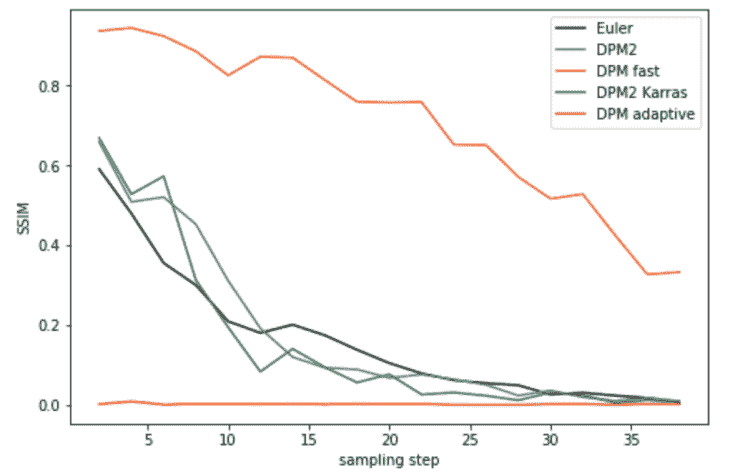 Euler
DPM2
DPM fast
DPM2 Karras
DPM adaptive
SSIM
0.8
0.6
0.4
0.2
0.0
5 10 15 20 25 30 35
sampling step